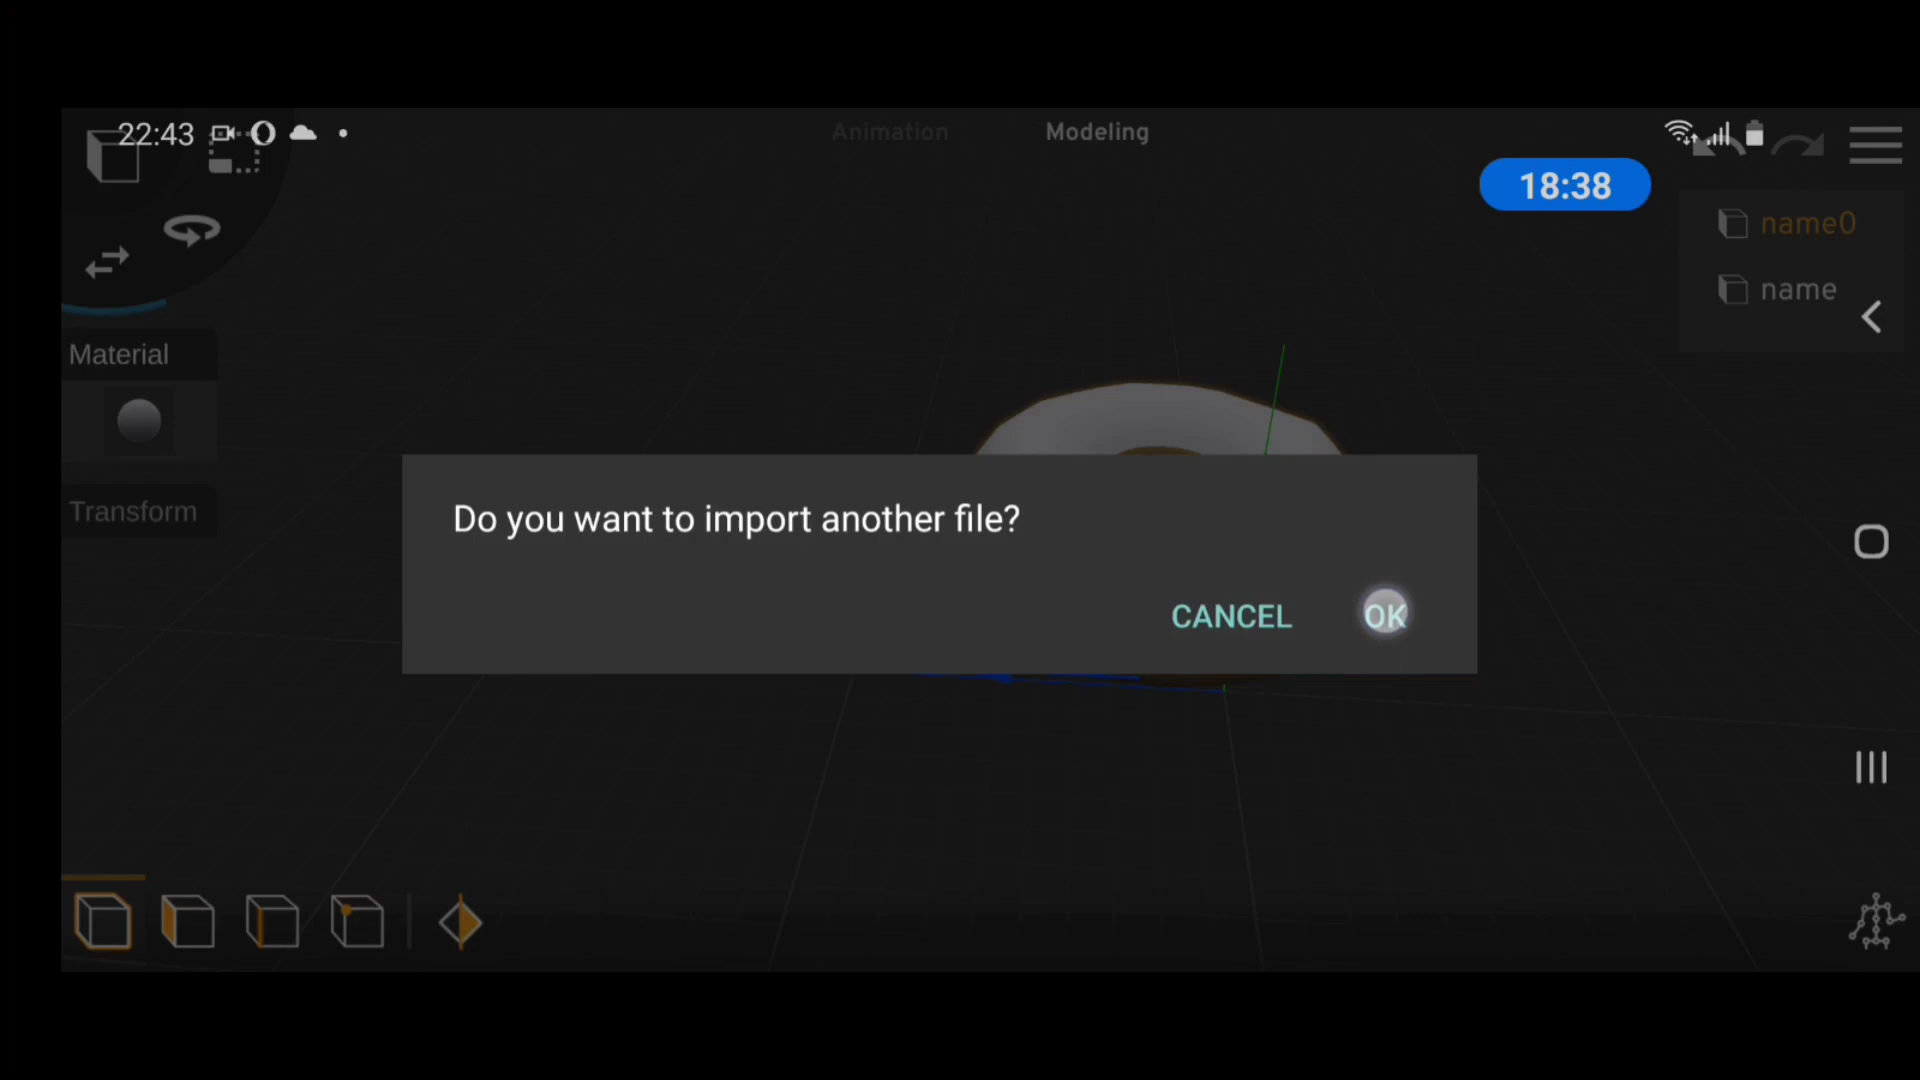 22:43
Animation
Modeling
18:38
name0
name
Material
Transform
Do you want to import another file?
CANCEL
OK